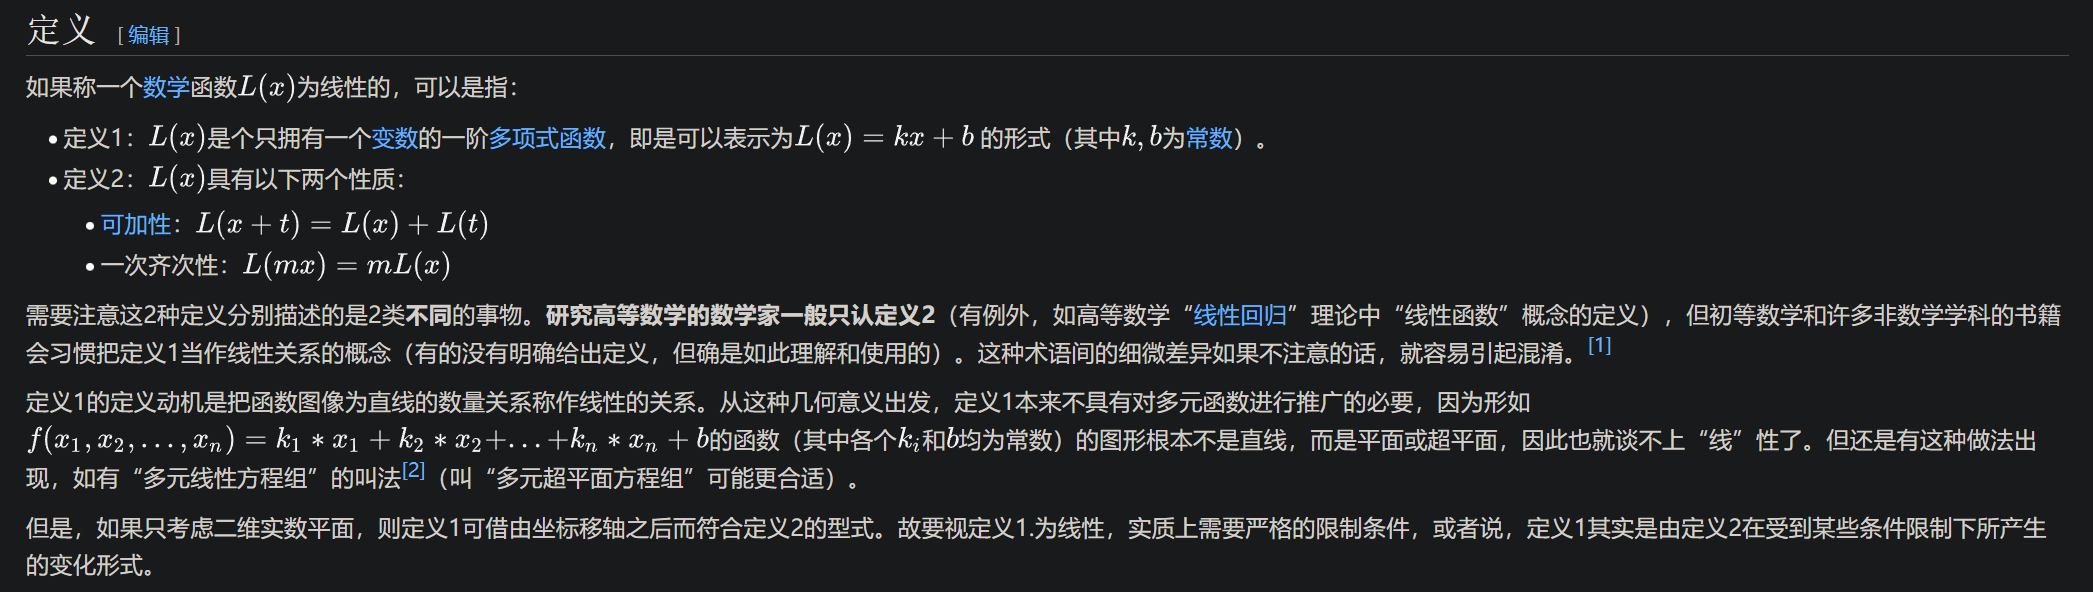 定义 [ 编辑 ]
如果称一个数学函数L(x)为线性的，可以是指：
• 定义1：L(x)是个只拥有一个变数的一阶多项式函数，即是可以表示为L(x) = kx + b 的形式（其中k, b为常数）。
• 定义2：L(x)具有以下两个性质：
• 可加性：L(x + t) = L(x) + L(t)
• 一次齐次性：L(mx) = mL(x)
需要注意这2种定义分别描述的是2类不同的事物。研究高等数学的数学家一般只认定义2（有例外，如高等数学“线性回归”理论中“线性函数”概念的定义），但初等数学和许多非数学学科的书籍
会习惯把定义1当作线性关系的概念（有的没有明确给出定义，但确是如此理解和使用的）。这种术语间的细微差异如果不注意的话，就容易引起混淆。[1]
定义1的定义动机是把函数图像为直线的数量关系称作线性的关系。从这种几何意义出发，定义1本来不具有对多元函数进行推广的必要，因为形如
f(x₁, x₂, …, xₙ) = k₁ ∗ x₁ + k₂ ∗ x₂+…+kₙ ∗ xₙ + b的函数（其中各个kᵢ和b均为常数）的图形根本不是直线，而是平面或超平面，因此也就谈不上“线”性了。但还是有这种做法出
现，如有“多元线性方程组”的叫法[2]（叫“多元超平面方程组”可能更合适）。
但是，如果只考虑二维实数平面，则定义1可借由坐标移轴之后而符合定义2的型式。故要视定义1.为线性，实质上需要严格的限制条件，或者说，定义1其实是由定义2在受到某些条件限制下所产生
的变化形式。